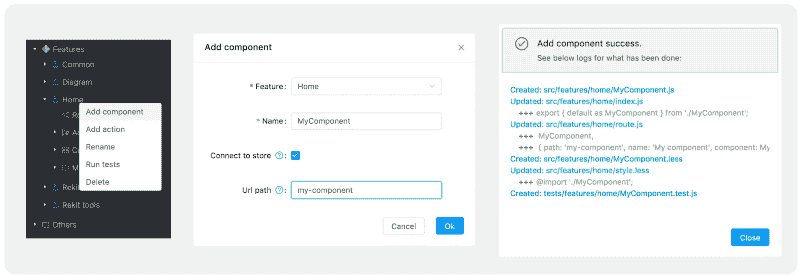 Features
Common
Diagram
Home
Add component
Add action
Rename
Run tests
Delete
Rekit tools
Others
Add component
* Feature: Home
* Name: MyComponent
Connect to store
Url path my-component
Cancel Ok
Add component success.
See below logs for what has been done:
Created: src/features/home/MyComponent.js
Updated: src/features/home/index.js
+++ export { default as MyComponent } from './MyComponent';
Updated: src/features/home/route.js
+++ MyComponent,
+++ { path: 'my-component', name: 'My component', component: My
Created: src/features/home/MyComponent.less
Updated: src/features/home/style.less
+++ @import './MyComponent';
Created: tests/features/home/MyComponent.test.js
Close